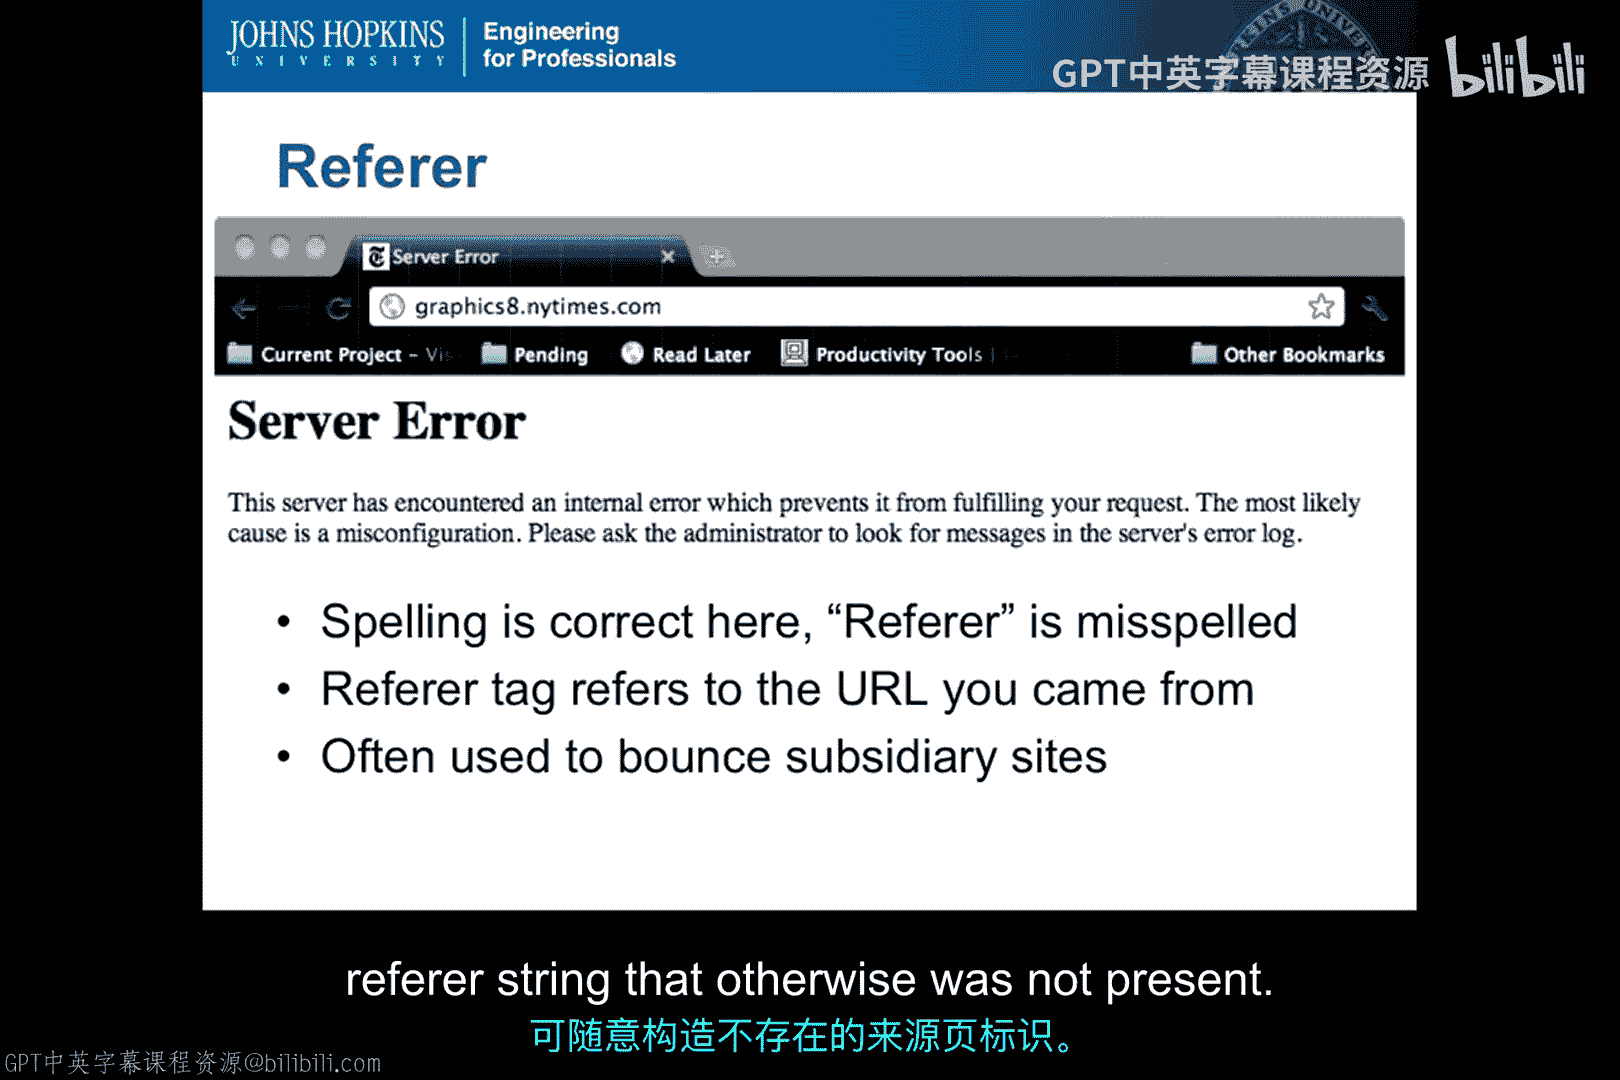 JOHNS HOPKINS
UNIVERSITY
Engineering
for Professionals
GPT中英字幕课程资源 bilibili
Referer
Server Error
graphics8.nytimes.com
Current Project - Vis Pending Read Later Productivity Tools Other Bookmarks
Server Error
This server has encountered an internal error which prevents it from fulfilling your request. The most likely
cause is a misconfiguration. Please ask the administrator to look for messages in the server's error log.
• Spelling is correct here, “Referer” is misspelled
• Referer tag refers to the URL you came from
• Often used to bounce subsidiary sites
referer string that otherwise was not present.
可随意构造不存在的来源页标识。
GPT中英字幕课程资源@bilibili.com